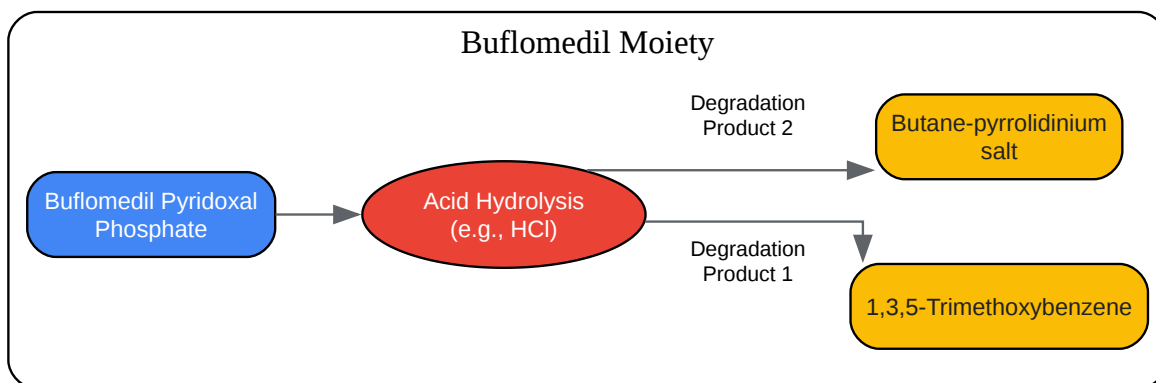 Buflomedil Moiety
Buflomedil Pyridoxal
Phosphate
Acid Hydrolysis
(e.g., HCl)
Degradation
Product 2
Butane-pyrrolidinium
salt
Degradation
Product 1
1,3,5-Trimethoxybenzene